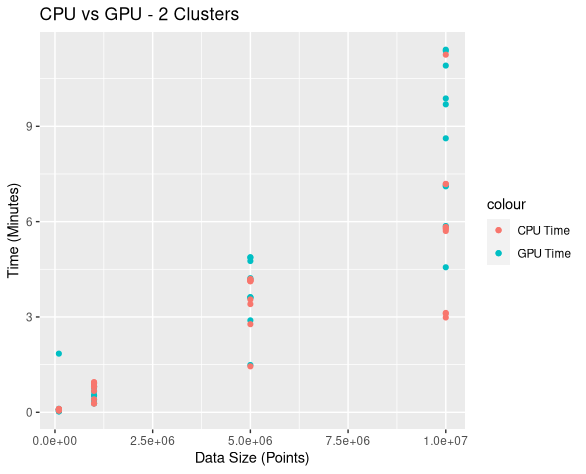 CPU vs GPU - 2 Clusters
Time (Minutes)
9
6
3
0
0.0e+00 2.5e+06 5.0e+06 7.5e+06 1.0e+07
Data Size (Points)
colour
CPU Time
GPU Time